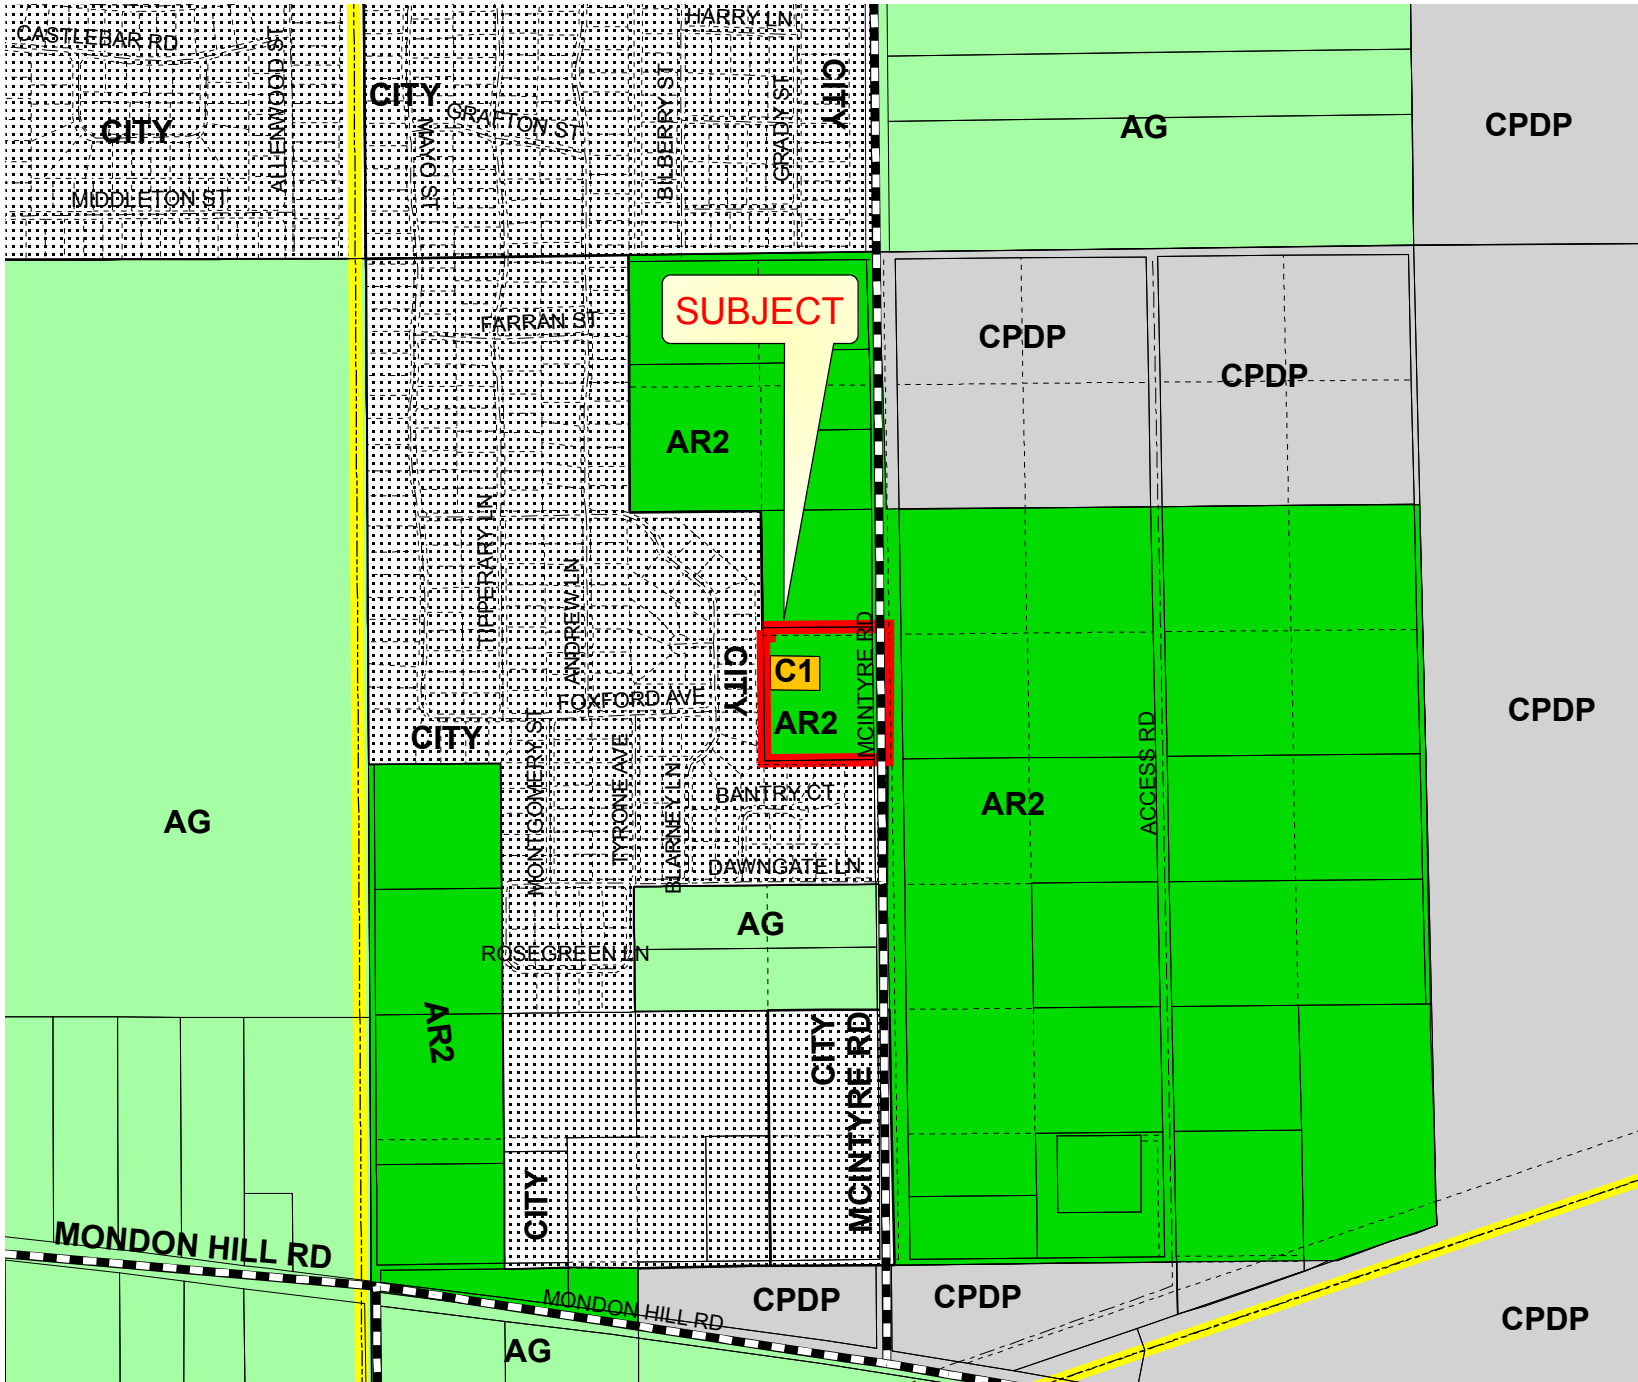 HARRY LN
CASTLEBAR RD
ALLENWOOD ST
CITY
CITY
GRAFTON ST
BILBERRY ST
GRADY ST
CITY
AG
CPDP
CITY
MAYO ST
MIDDLETON ST
SUBJECT
FARRAN ST
CPDP
CPDP
AR2
TIPPERARY LN
ANDREW LN
CITY
C1
AR2
MCINTYRE RD
FOXFORD AVE
CITY
MONTGOMERY ST
TYRONE AVE
BLARNEY LN
BANTRY CT
DAWNGATE LN
AR2
ACCESS RD
CPDP
AG
AG
ROSEGREEN LN
AR2
CITY
MCINTYRE RD
CITY
MONDON HILL RD
MONDON HILL RD
CPDP
CPDP
CPDP
AG